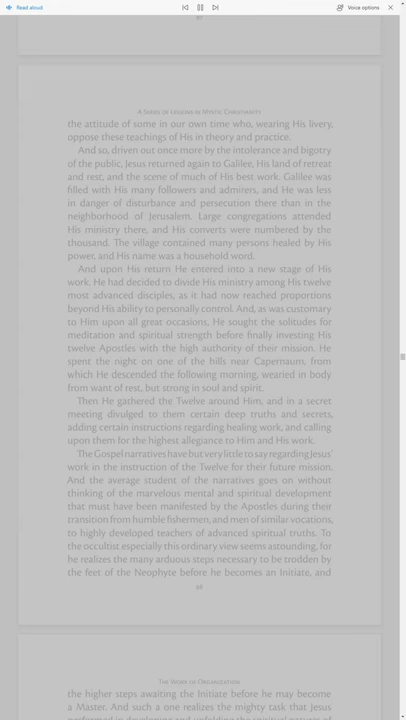 Read aloud
Voice options
A Series of Lessons in Mystic Christianity
the attitude of some in our own time who, wearing His livery,
oppose these teachings of His in theory and practice.
And so, driven out once more by the intolerance and bigotry
of the public, Jesus returned again to Galilee, His land of retreat
and rest, and the scene of much of His best work. Galilee was
filled with His many followers and admirers, and He was less
in danger of disturbance and persecution there than in the
neighborhood of Jerusalem. Large congregations attended
His ministry there, and His converts were numbered by the
thousand. The village contained many persons healed by His
power, and His name was a household word.
And upon His return He entered into a new stage of His
work. He had decided to divide His ministry among His twelve
most advanced disciples, as it had now reached proportions
beyond His ability to personally control. And, as was customary
to Him upon all great occasions, He sought the solitudes for
meditation and spiritual strength before finally investing His
twelve Apostles with the high authority of their mission. He
spent the night on one of the hills near Capernaum, from
which He descended the following morning, wearied in body
from want of rest, but strong in soul and spirit.
Then He gathered the Twelve around Him, and in a secret
meeting divulged to them certain deep truths and secrets,
adding certain instructions regarding healing work, and calling
upon them for the highest allegiance to Him and His work.
The Gospel narratives have but very little to say regarding Jesus'
work in the instruction of the Twelve for their future mission.
And the average student of the narratives goes on without
thinking of the marvelous mental and spiritual development
that must have been manifested by the Apostles during their
transition from humble fishermen, and men of similar vocations,
to highly developed teachers of advanced spiritual truths. To
the occultist especially this ordinary view seems astounding, for
he realizes the many arduous steps necessary to be trodden by
the feet of the Neophyte before he becomes an Initiate, and
The Work of Organization
the higher steps awaiting the Initiate before he may become
a Master. And such a one realizes the mighty task that Jesus
performed in developing and unfolding the spiritual natures of